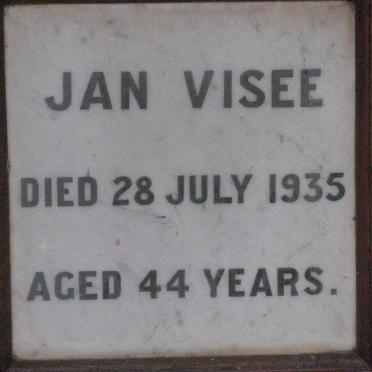 JAN VISEE
DIED 28 JULY 1935
AGED 44 YEARS.